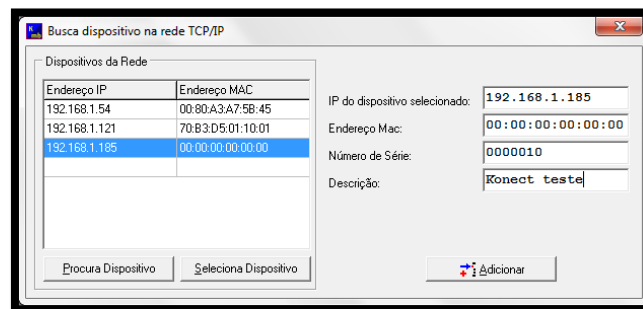 Busca dispositivo na rede TCP/IP
Dispositivos da Rede
Endereço IP Endereço MAC
192.168.1.54 00:80:A3:A7:5B:45
192.168.1.121 70:B3:D5:01:10:01
192.168.1.185 00:00:00:00:00:00
Procura Dispositivo Seleciona Dispositivo
IP do dispositivo selecionado: 192.168.1.185
Endereço Mac: 00:00:00:00:00:00
Número de Série: 0000010
Descrição: Konect teste
Adicionar